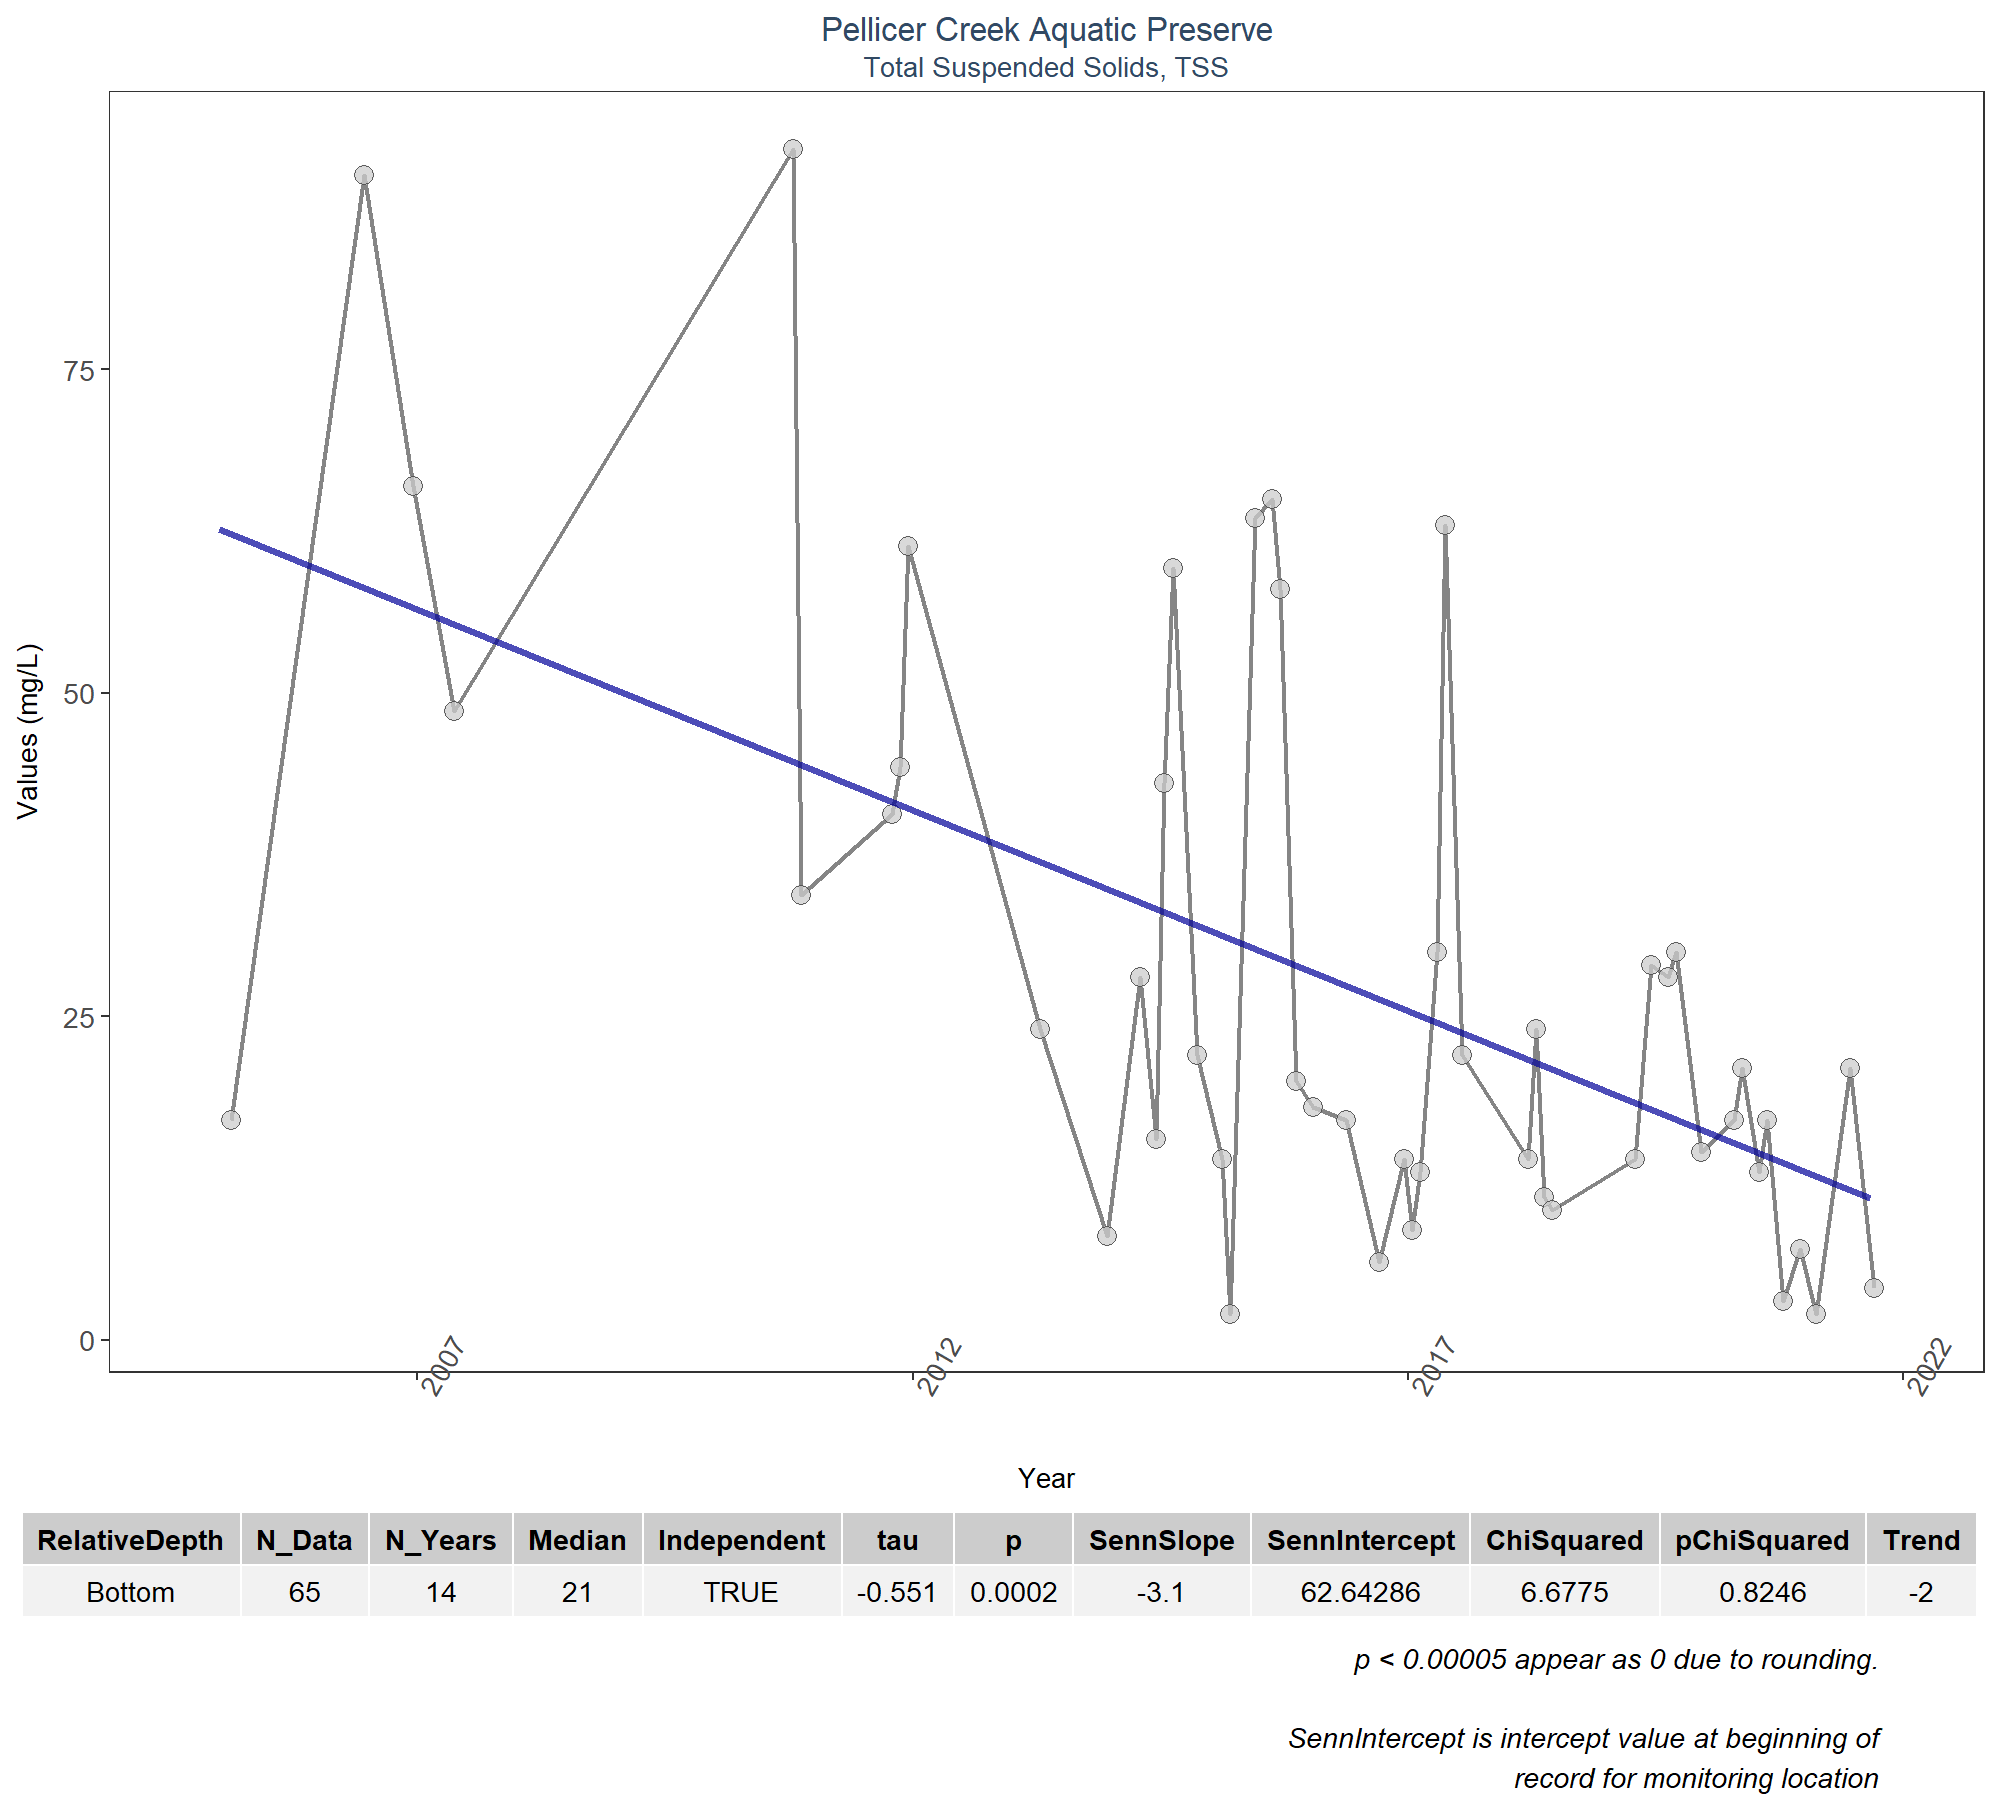 Pellicer Creek Aquatic Preserve
Total Suspended Solids, TSS
75
50
25
0
Values (mg/L)
2007
2012
2017
2022
Year
RelativeDepth N_Data N_Years Median Independent tau p SennSlope SennIntercept ChiSquared pChiSquared Trend
Bottom 65 14 21 TRUE -0.551 0.0002 -3.1 62.64286 6.6775 0.8246 -2
p < 0.00005 appear as 0 due to rounding.
SennIntercept is intercept value at beginning of
record for monitoring location